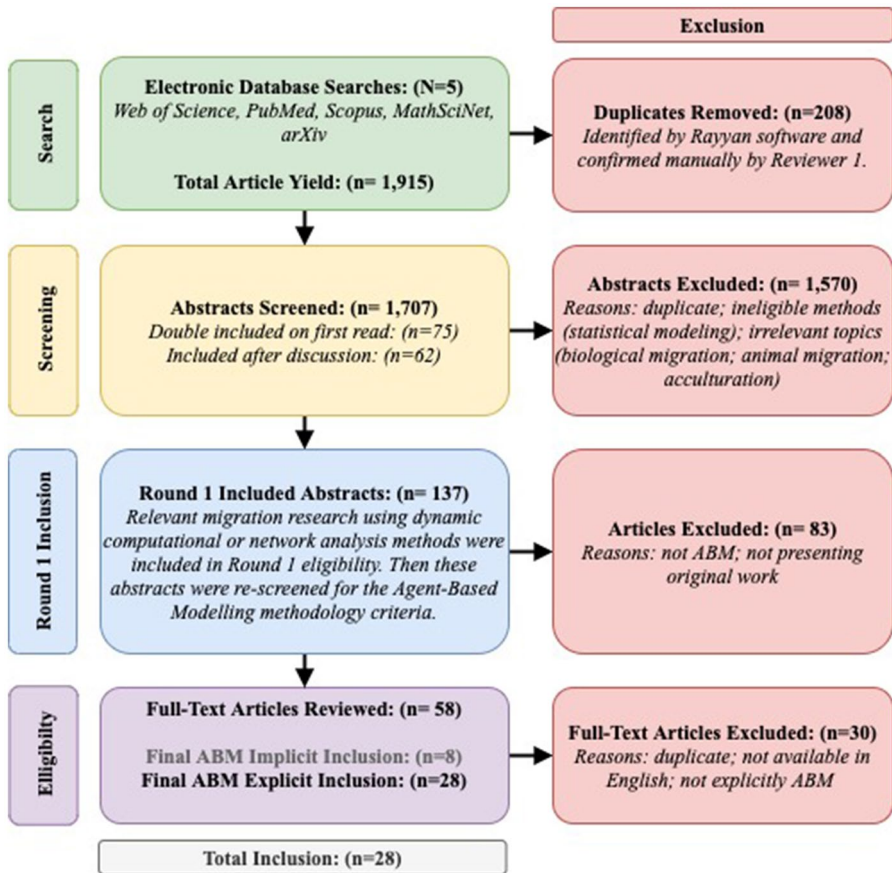 Exclusion
Search
Electronic Database Searches: (N=5)
Web of Science, PubMed, Scopus, MathSciNet,
arXiv
Total Article Yield: (n= 1,915)
Duplicates Removed: (n=208)
Identified by Rayyan software and
confirmed manually by Reviewer 1.
Screening
Abstracts Screened: (n= 1,707)
Double included on first read: (n=75)
Included after discussion: (n=62)
Abstracts Excluded: (n= 1,570)
Reasons: duplicate; ineligible methods
(statistical modeling); irrelevant topics
(biological migration; animal migration;
acculturation)
Round 1 Inclusion
Round 1 Included Abstracts: (n= 137)
Relevant migration research using dynamic
computational or network analysis methods were
included in Round 1 eligibility. Then these
abstracts were re-screened for the Agent-Based
Modelling methodology criteria.
Articles Excluded: (n= 83)
Reasons: not ABM; not presenting
original work
Elligibilty
Full-Text Articles Reviewed: (n= 58)
Final ABM Implicit Inclusion: (n=8)
Final ABM Explicit Inclusion: (n=28)
Full-Text Articles Excluded: (n=30)
Reasons: duplicate; not available in
English; not explicitly ABM
Total Inclusion: (n=28)